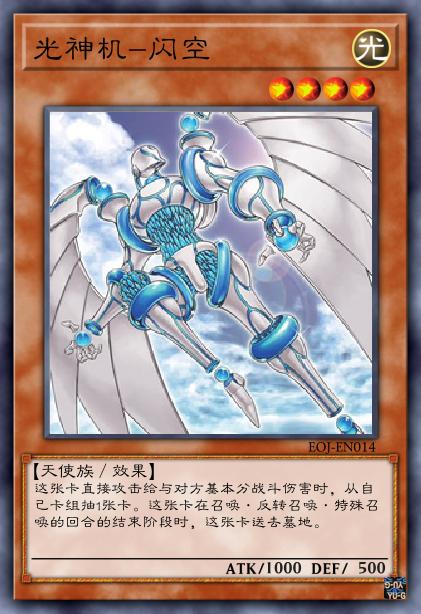 光神机-闪空
光
EOJ-EN014
【天使族/效果】
这张卡直接攻击给与对方基本分战斗伤害时，从自
己卡组抽1张卡。这张卡在召唤·反转召唤·特殊召
唤的回合的结束阶段时，这张卡送去墓地。
ATK/1000 DEF/ 500
YU-G